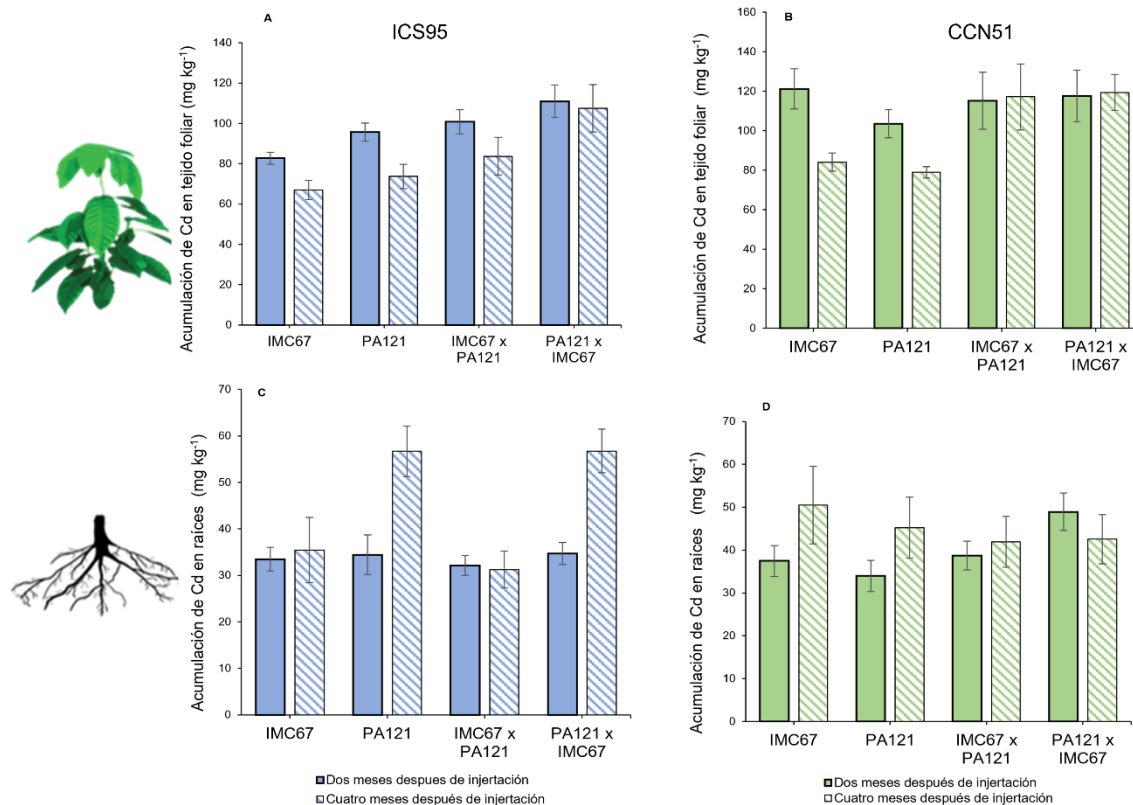 A
ICS95
Acumulación de Cd en tejido foliar (mg kg-1)
140
120
100
80
60
40
20
0
IMC67
PA121
IMC67 x
PA121
PA121 x
IMC67
B
CCN51
Acumulación de Cd en tejido foliar (mg kg-1)
160
140
120
100
80
60
40
20
0
IMC67
PA121
IMC67 x
PA121
PA121 x
IMC67
C
Acumulación de Cd en raíces (mg kg-1)
70
60
50
40
30
20
10
0
IMC67
PA121
IMC67 x
PA121
PA121 x
IMC67
Dos meses despues de injertación
Cuatro meses después de injertación
D
Acumulación de Cd en raíces (mg kg-1)
70
60
50
40
30
20
10
0
IMC67
PA121
IMC67 x
PA121
PA121 x
IMC67
Dos meses después de injertación
Cuatro meses después de injertación